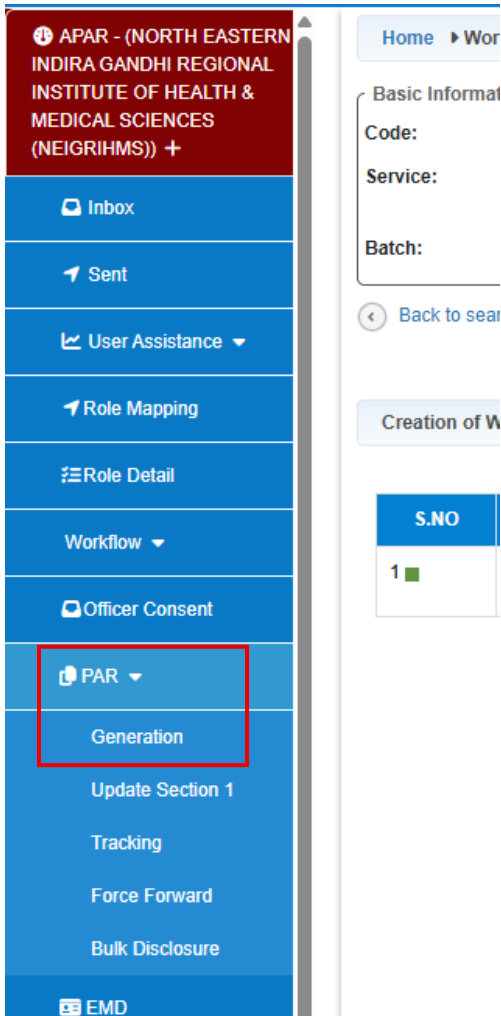 APAR - (NORTH EASTERN
INDIRA GANDHI REGIONAL
INSTITUTE OF HEALTH &
MEDICAL SCIENCES
(NEIGRIHMS)) +
Inbox
Sent
User Assistance
Role Mapping
Role Detail
Workflow
Officer Consent
PAR
Generation
Update Section 1
Tracking
Force Forward
Bulk Disclosure
EMD
Home
Basic Informat
Code:
Service:
Batch:
Back to sear
Creation of W
S.NO
1